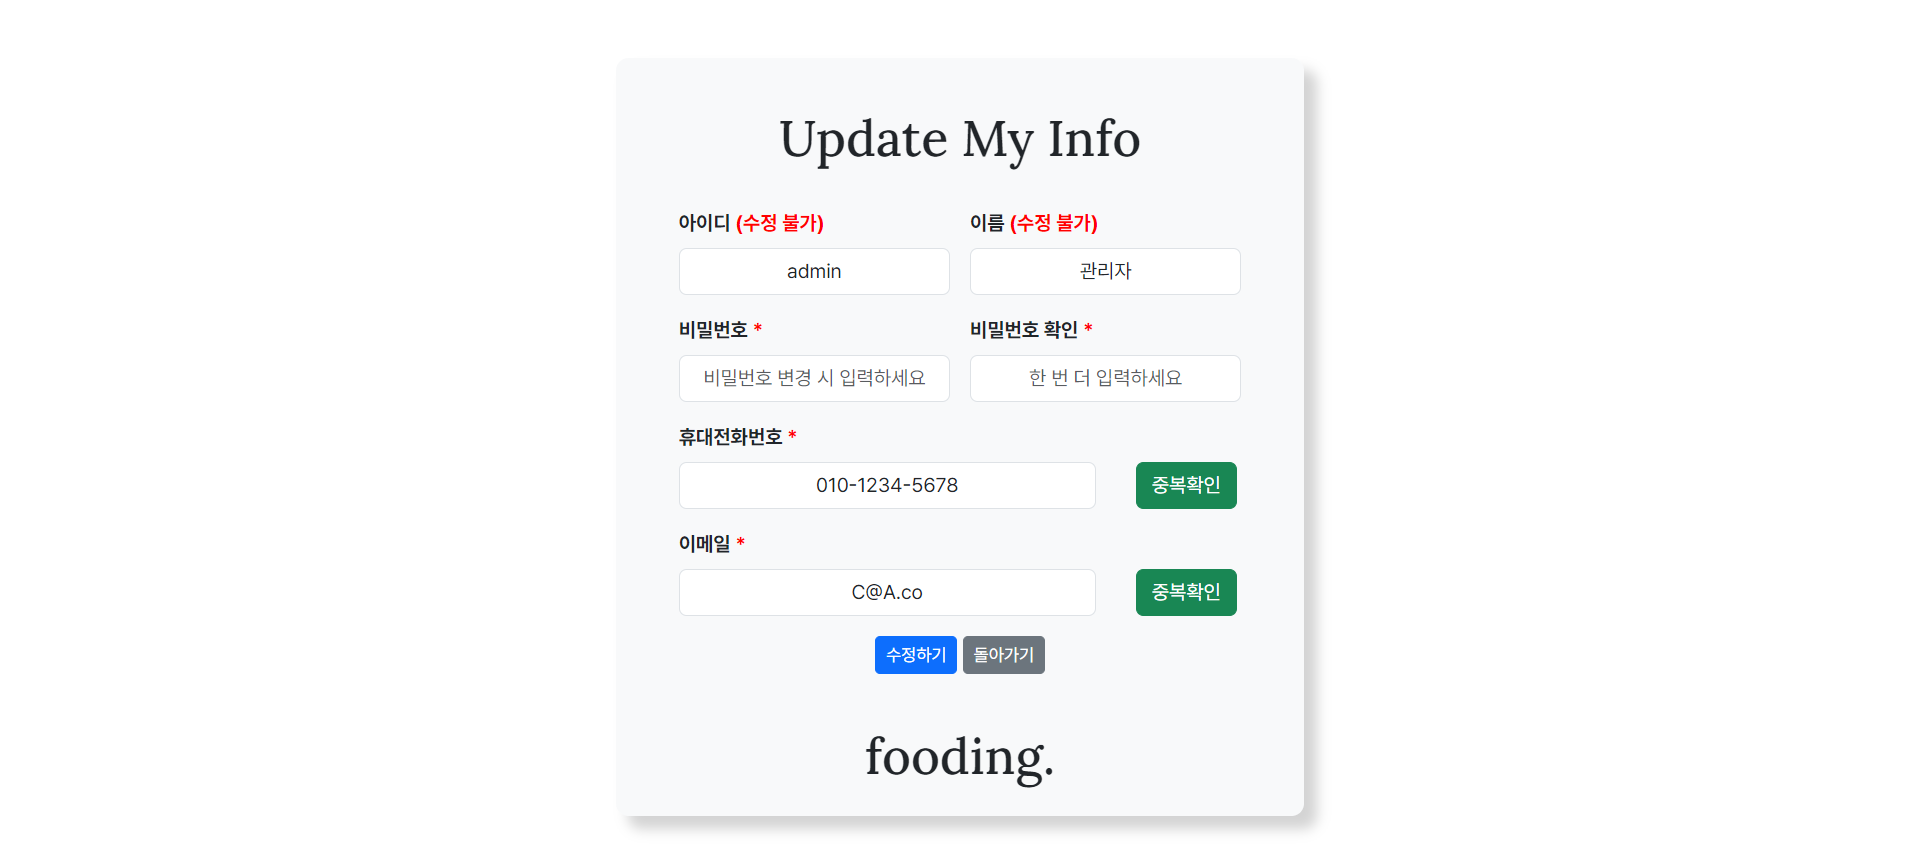 Update My Info
아이디 (수정 불가) 이름 (수정 불가)
admin 관리자
비밀번호 * 비밀번호 확인 *
비밀번호 변경 시 입력하세요 한 번 더 입력하세요
휴대전화번호 *
010-1234-5678 중복확인
이메일 *
C@A.co 중복확인
수정하기 돌아가기
fooding.